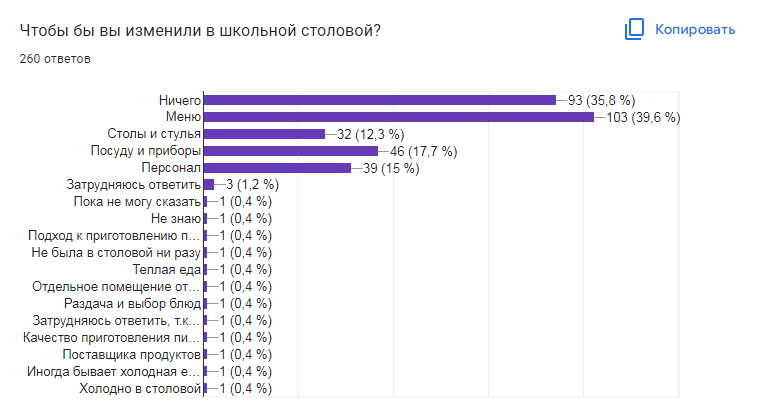 Чтобы бы вы изменили в школьной столовой?
Копировать
260 ответов
Ничего 93 (35,8 %)
Меню 103 (39,6 %)
Столы и стулья 32 (12,3 %)
Посуду и приборы 46 (17,7 %)
Персонал 39 (15 %)
Затрудняюсь ответить 3 (1,2 %)
Пока не могу сказать 1 (0,4 %)
Не знаю 1 (0,4 %)
Подход к приготовлению п... 1 (0,4 %)
Не была в столовой ни разу 1 (0,4 %)
Теплая еда 1 (0,4 %)
Отдельное помещение от... 1 (0,4 %)
Раздача и выбор блюд 1 (0,4 %)
Затрудняюсь ответить, т.к... 1 (0,4 %)
Качество приготовления пи... 1 (0,4 %)
Поставщика продуктов 1 (0,4 %)
Иногда бывает холодная е... 1 (0,4 %)
Холодно в столовой 1 (0,4 %)